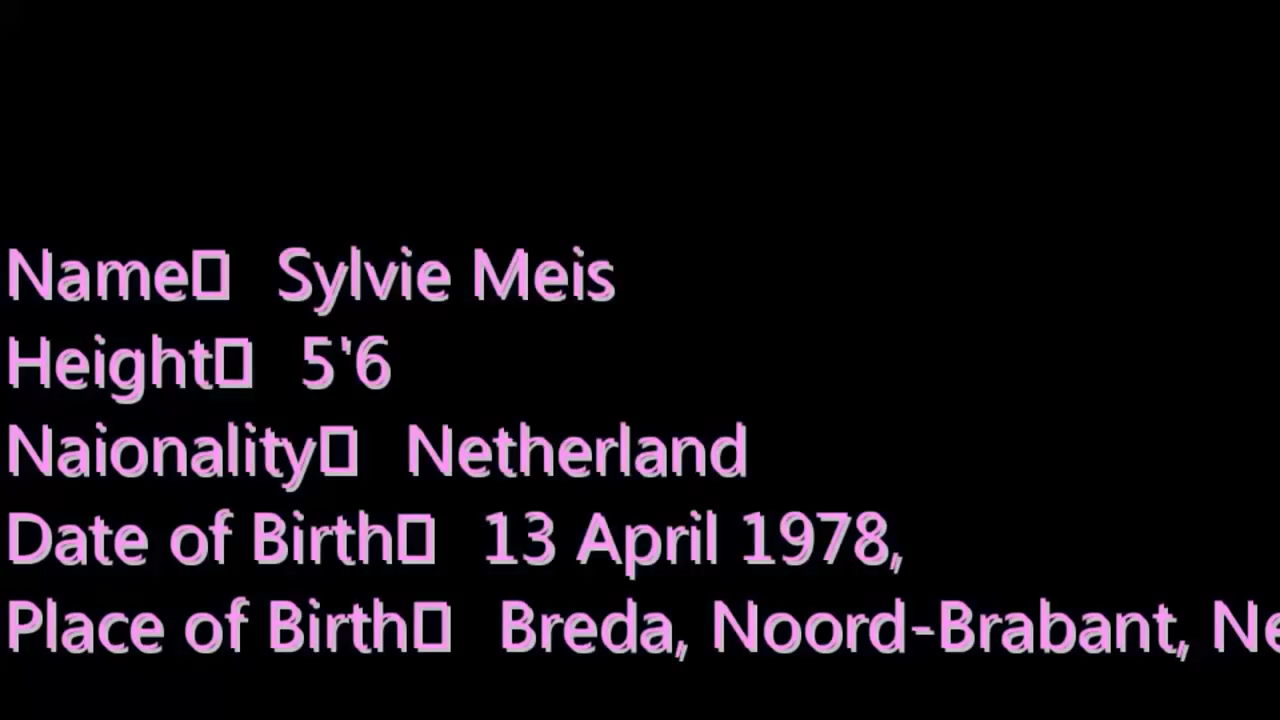 Name▯ Sylvie Meis
Height▯ 5'6
Naionality▯ Netherland
Date of Birth▯ 13 April 1978,
Place of Birth▯ Breda, Noord-Brabant,